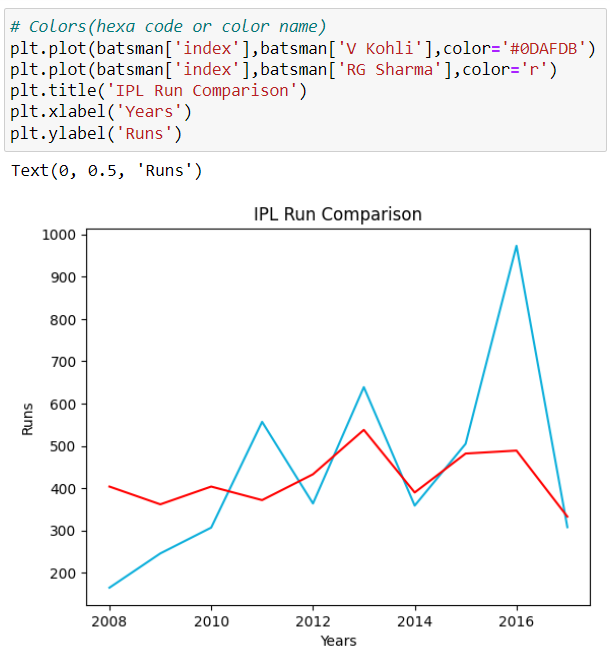 # Colors(hexa code or color name)
plt.plot(batsman['index'],batsman['V Kohli'],color='#0DAFDB')
plt.plot(batsman['index'],batsman['RG Sharma'],color='r')
plt.title('IPL Run Comparison')
plt.xlabel('Years')
plt.ylabel('Runs')
Text(0, 0.5, 'Runs')
IPL Run Comparison
1000
900
800
700
600
500
400
300
200
Runs
2008 2010 2012 2014 2016
Years